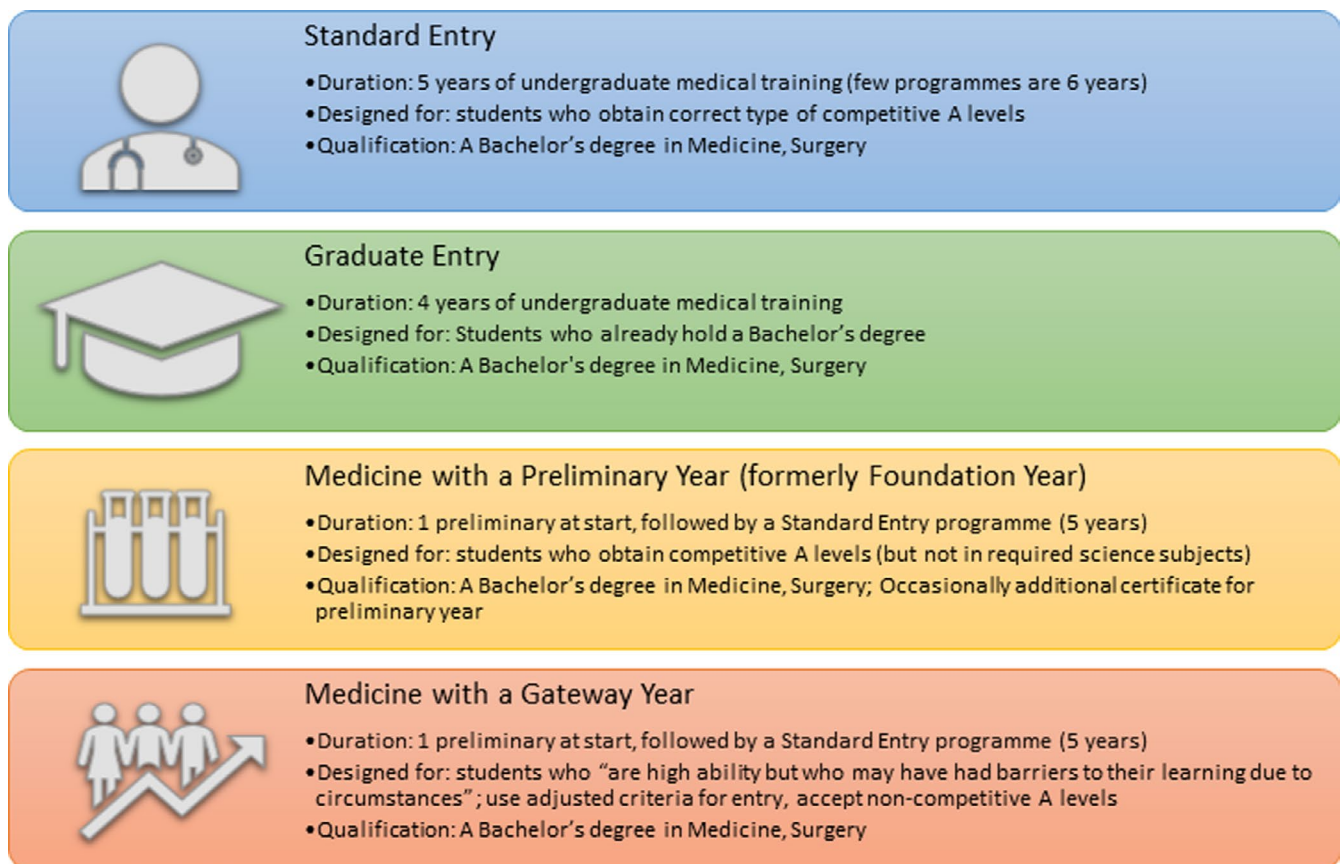 Standard Entry
•Duration: 5 years of undergraduate medical training (few programmes are 6 years)
•Designed for: students who obtain correct type of competitive A levels
•Qualification: A Bachelor’s degree in Medicine, Surgery
Graduate Entry
•Duration: 4 years of undergraduate medical training
•Designed for: Students who already hold a Bachelor’s degree
•Qualification: A Bachelor's degree in Medicine, Surgery
Medicine with a Preliminary Year (formerly Foundation Year)
•Duration: 1 preliminary at start, followed by a Standard Entry programme (5 years)
•Designed for: students who obtain competitive A levels (but not in required science subjects)
•Qualification: A Bachelor’s degree in Medicine, Surgery; Occasionally additional certificate for
preliminary year
Medicine with a Gateway Year
•Duration: 1 preliminary at start, followed by a Standard Entry programme (5 years)
•Designed for: students who “are high ability but who may have had barriers to their learning due to
circumstances”; use adjusted criteria for entry, accept non-competitive A levels
•Qualification: A Bachelor’s degree in Medicine, Surgery